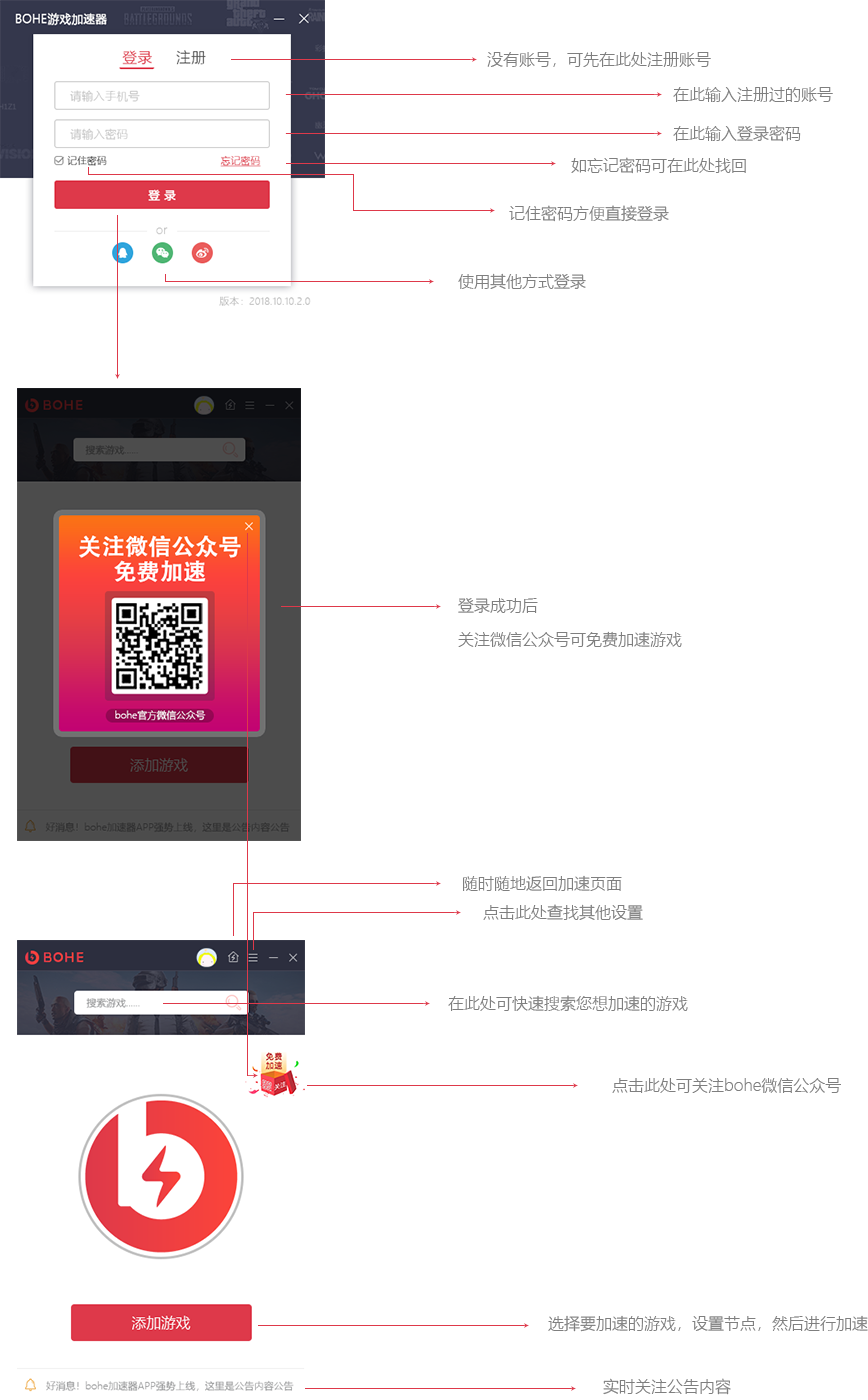 BOHE游戏加速器
BATTLEGROUNDS
登录 注册
没有账号，可先在此处注册账号
请输入手机号
在此输入注册过的账号
请输入密码
在此输入登录密码
记住密码 忘记密码
如忘记密码可在此处找回
登 录
记住密码方便直接登录
or
使用其他方式登录
版本：2018.10.10.2.0
BOHE
搜索游戏......
关注微信公众号
免费加速
登录成功后
关注微信公众号可免费加速游戏
bohe官方微信公众号
添加游戏
好消息！bohe加速器APP强势上线，这里是公告内容公告
随时随地返回加速页面
点击此处查找其他设置
BOHE
搜索游戏......
在此处可快速搜索您想加速的游戏
免费
加速
关注
点击此处可关注bohe微信公众号
添加游戏
选择要加速的游戏，设置节点，然后进行加速
好消息！bohe加速器APP强势上线，这里是公告内容公告
实时关注公告内容